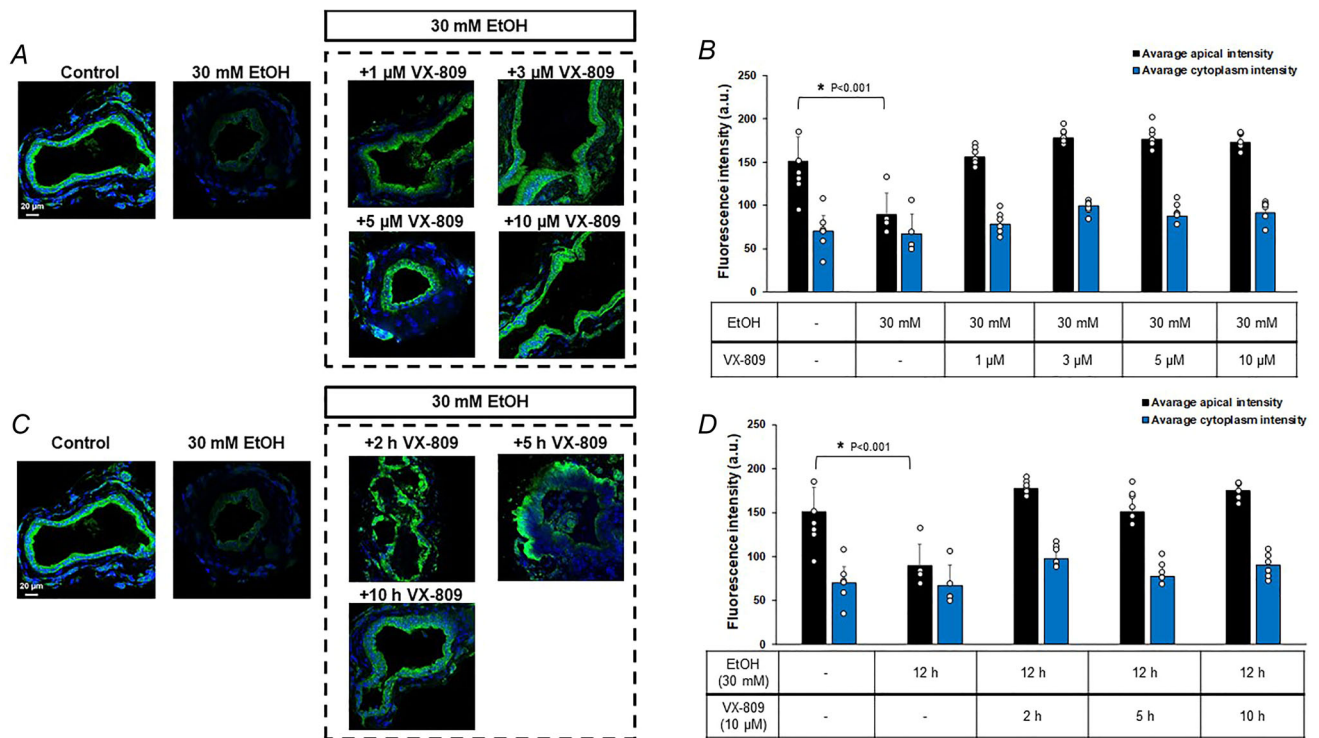 A
30 mM EtOH
Control
30 mM EtOH
+1 µM VX-809
+3 µM VX-809
20 µm
+5 µM VX-809
+10 µM VX-809
B
Avarage apical intensity
Avarage cytoplasm intensity
Fluorescence intensity (a.u.)
250
200
150
100
50
0
* P<0.001
EtOH - 30 mM 30 mM 30 mM 30 mM 30 mM
VX-809 - - 1 µM 3 µM 5 µM 10 µM
C
30 mM EtOH
Control
30 mM EtOH
+2 h VX-809
+5 h VX-809
20 µm
+10 h VX-809
D
Avarage apical intensity
Avarage cytoplasm intensity
Fluorescence intensity (a.u.)
250
200
150
100
50
0
* P<0.001
EtOH
(30 mM) - 12 h 12 h 12 h 12 h
VX-809
(10 µM) - - 2 h 5 h 10 h